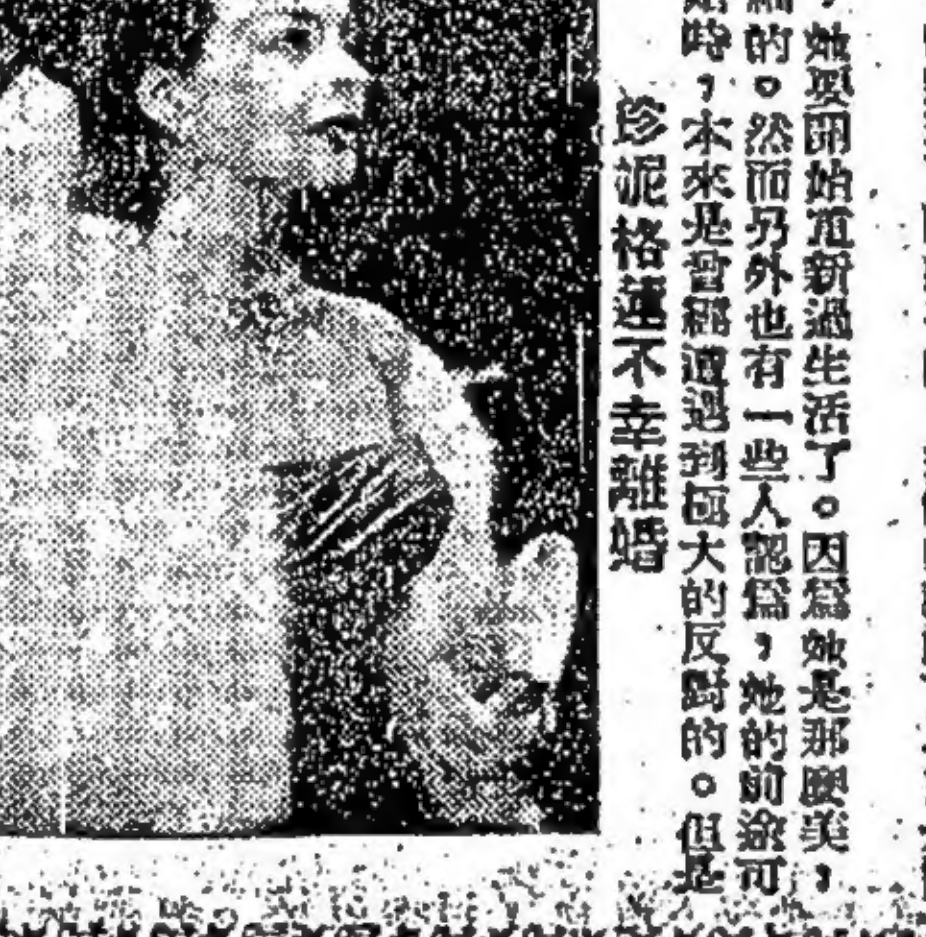 ，她要開始重新過生活了。因爲她是那麼美，
的。然而另外也有一些人認爲，她的前途可
時，本來是曾經遭遇到極大的反對的。但是
珍妮格蓮不幸離婚